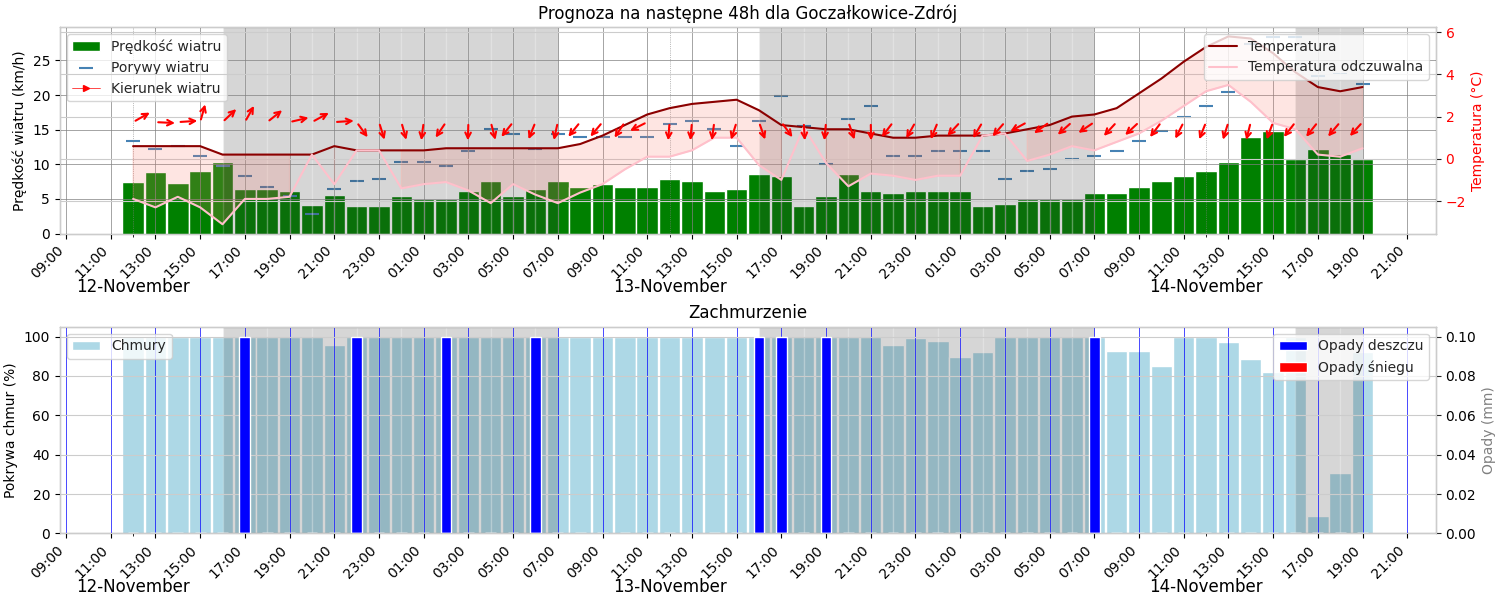 Prognoza na następne 48h dla Goczałkowice-Zdrój
Prędkość wiatru
Porywy wiatru
Kierunek wiatru
Temperatura
Temperatura odczuwalna
Prędkość wiatru (km/h)
0
5
10
15
20
25
Temperatura (°C)
−2
0
2
4
6
09:00 11:00 13:00 15:00 17:00 19:00 21:00 23:00 01:00 03:00 05:00 07:00 09:00 11:00 13:00 15:00 17:00 19:00 21:00 23:00 01:00 03:00 05:00 07:00 09:00 11:00 13:00 15:00 17:00 19:00 21:00
12-November 13-November 14-November
Zachmurzenie
Chmury
Opady deszczu
Opady śniegu
Pokrywa chmur (%)
0
20
40
60
80
100
Opady (mm)
0.00
0.02
0.04
0.06
0.08
0.10
09:00 11:00 13:00 15:00 17:00 19:00 21:00 23:00 01:00 03:00 05:00 07:00 09:00 11:00 13:00 15:00 17:00 19:00 21:00 23:00 01:00 03:00 05:00 07:00 09:00 11:00 13:00 15:00 17:00 19:00 21:00
12-November 13-November 14-November